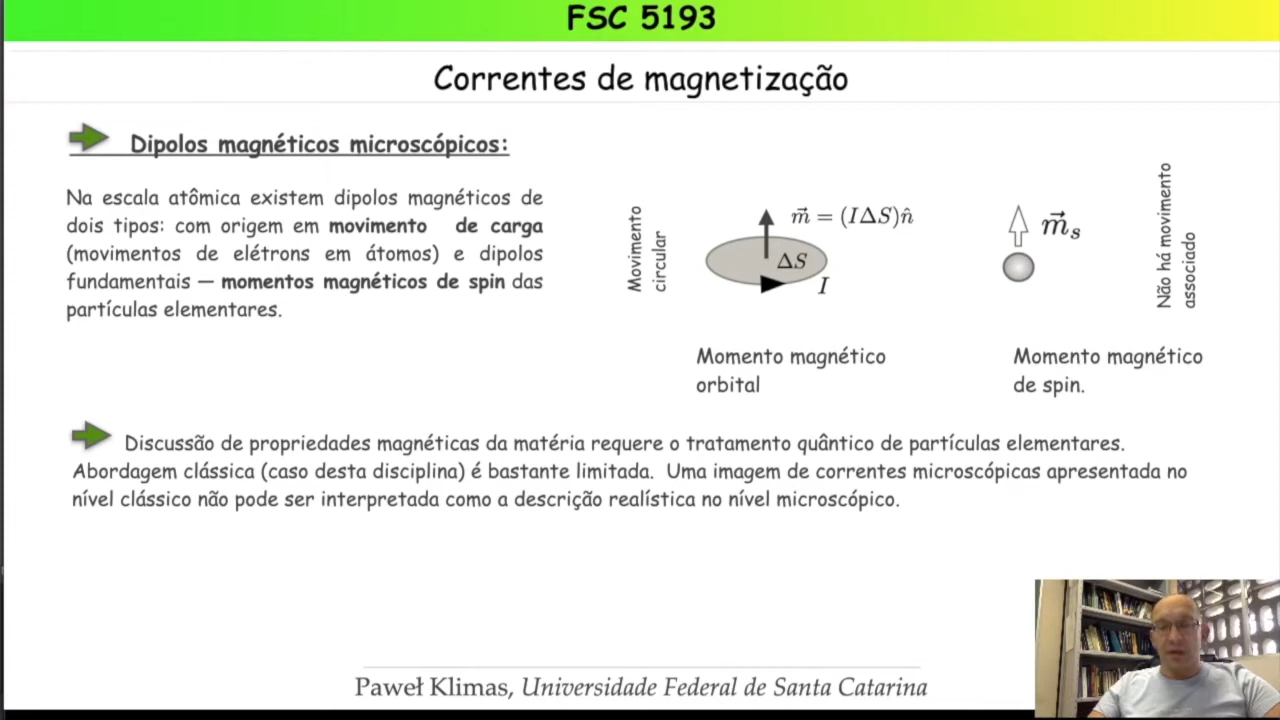 FSC 5193
Correntes de magnetização
Dipolos magnéticos microscópicos:
Na escala atômica existem dipolos magnéticos de
dois tipos: com origem em movimento de carga
(movimentos de elétrons em átomos) e dipolos
fundamentais — momentos magnéticos de spin das
partículas elementares.
Movimento
circular
m⃗ = (IΔS)n̂
ΔS
I
Momento magnético
orbital
m⃗ₛ
Não há movimento
associado
Momento magnético
de spin.
Discussão de propriedades magnéticas da matéria requere o tratamento quântico de partículas elementares.
Abordagem clássica (caso desta disciplina) é bastante limitada. Uma imagem de correntes microscópicas apresentada no
nível clássico não pode ser interpretada como a descrição realística no nível microscópico.
Paweł Klimas, Universidade Federal de Santa Catarina